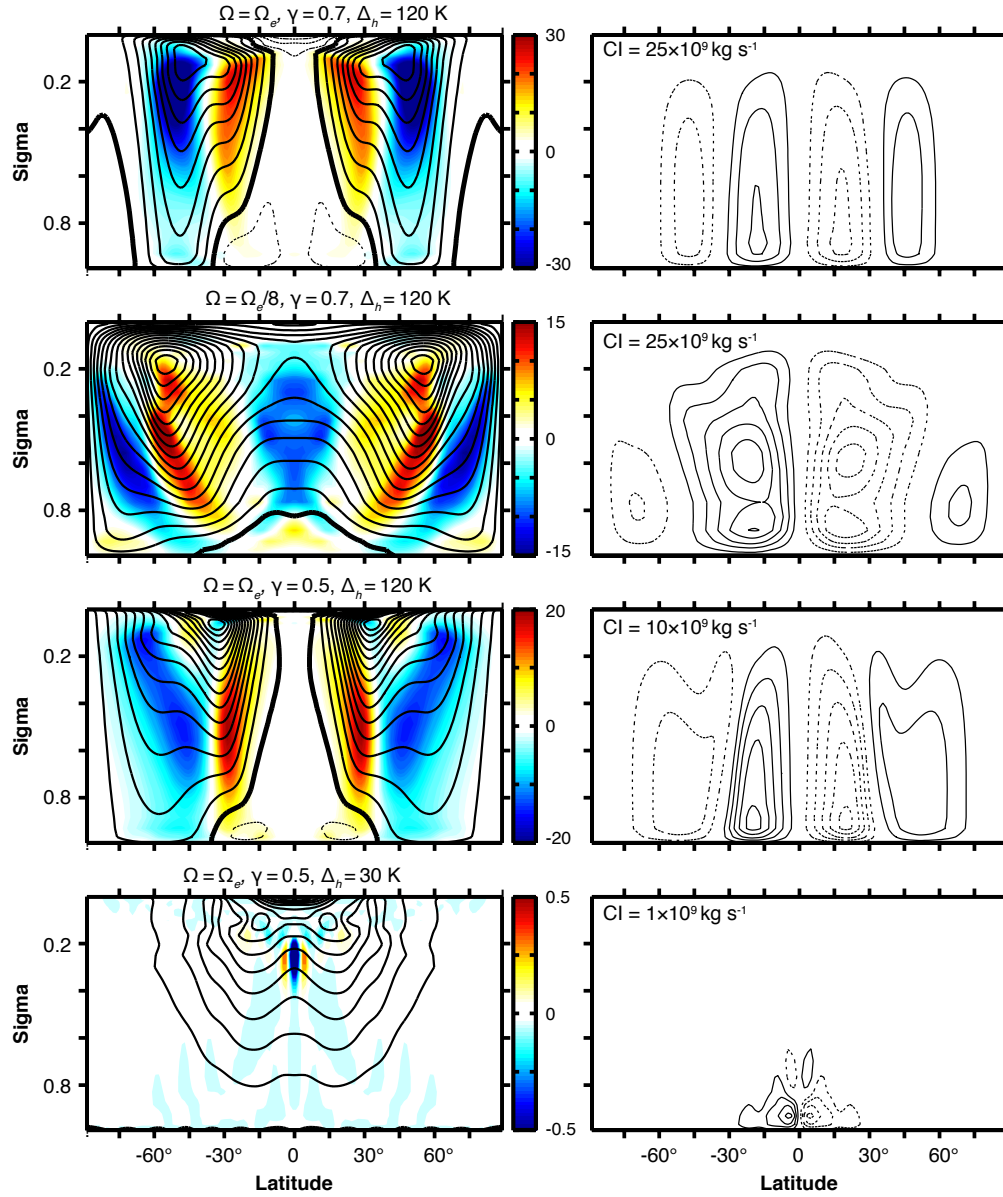 Ω = Ωe, γ = 0.7, Δh = 120 K
Sigma
0.2
0.8
30
0
-30
CI = 25×10⁹ kg s⁻¹
Ω = Ωe/8, γ = 0.7, Δh = 120 K
Sigma
0.2
0.8
15
0
-15
CI = 25×10⁹ kg s⁻¹
Ω = Ωe, γ = 0.5, Δh = 120 K
Sigma
0.2
0.8
20
0
-20
CI = 10×10⁹ kg s⁻¹
Ω = Ωe, γ = 0.5, Δh = 30 K
Sigma
0.2
0.8
0.5
0
-0.5
CI = 1×10⁹ kg s⁻¹
-60° -30° 0 30° 60°
Latitude
-60° -30° 0 30° 60°
Latitude